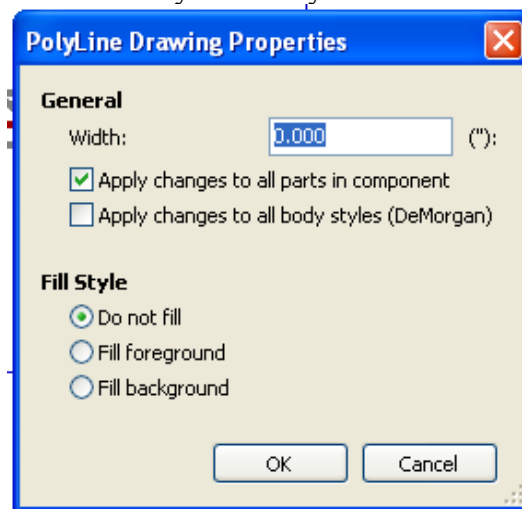 PolyLine Drawing Properties
General
Width: 0.000 ("):
Apply changes to all parts in component
Apply changes to all body styles (DeMorgan)
Fill Style
Do not fill
Fill foreground
Fill background
OK Cancel